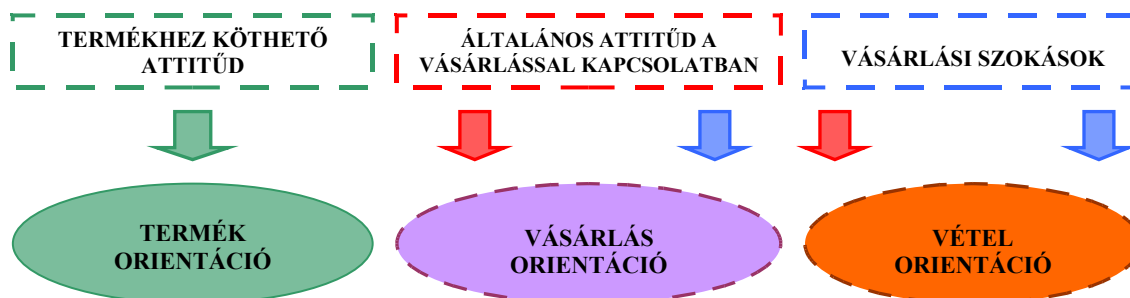 TERMÉKHEZ KÖTHETŐ
ATTITŰD
ÁLTALÁNOS ATTITŰD A
VÁSÁRLÁSSAL KAPCSOLATBAN
VÁSÁRLÁSI SZOKÁSOK
TERMÉK
ORIENTÁCIÓ
VÁSÁRLÁS
ORIENTÁCIÓ
VÉTEL
ORIENTÁCIÓ